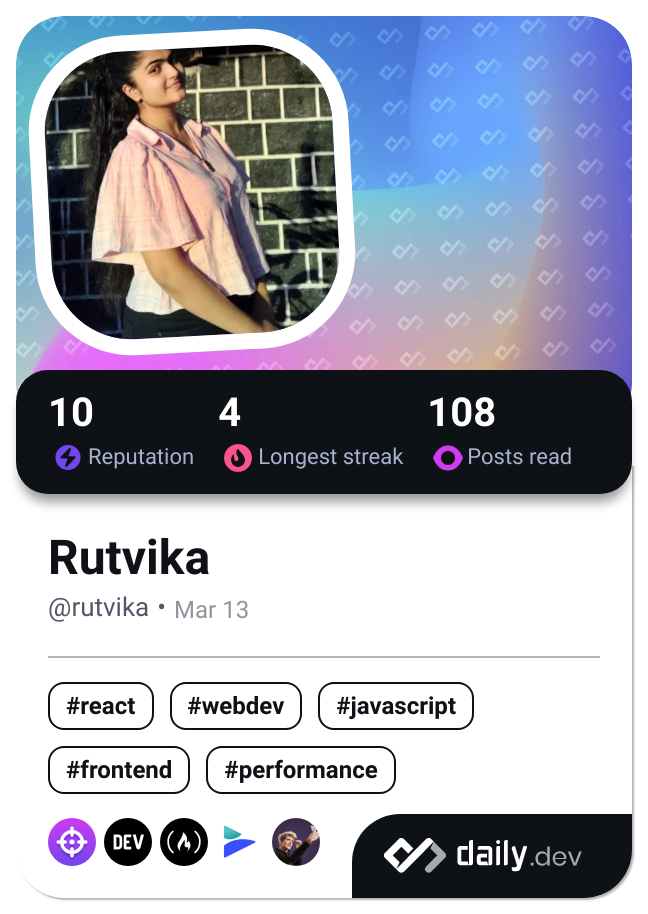 10 4 108
Reputation Longest streak Posts read
Rutvika
@rutvika • Mar 13
#react #webdev #javascript
#frontend #performance
DEV
daily.dev